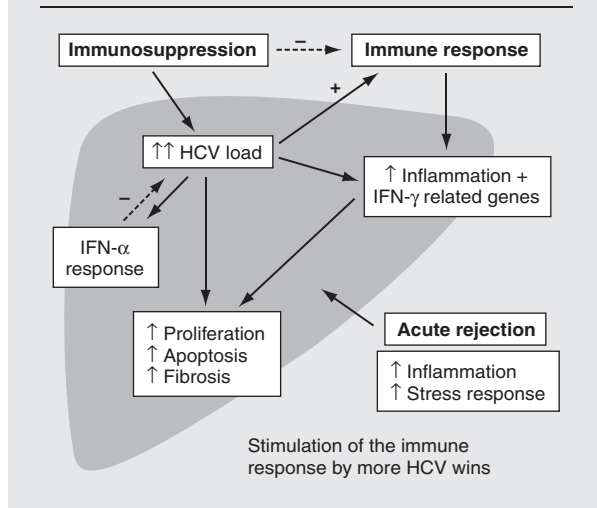 Immunosuppression
–
Immune response
+
↑↑ HCV load
↑ Inflammation +
IFN-γ related genes
–
IFN-α
response
↑ Proliferation
↑ Apoptosis
↑ Fibrosis
Acute rejection
↑ Inflammation
↑ Stress response
Stimulation of the immune
response by more HCV wins